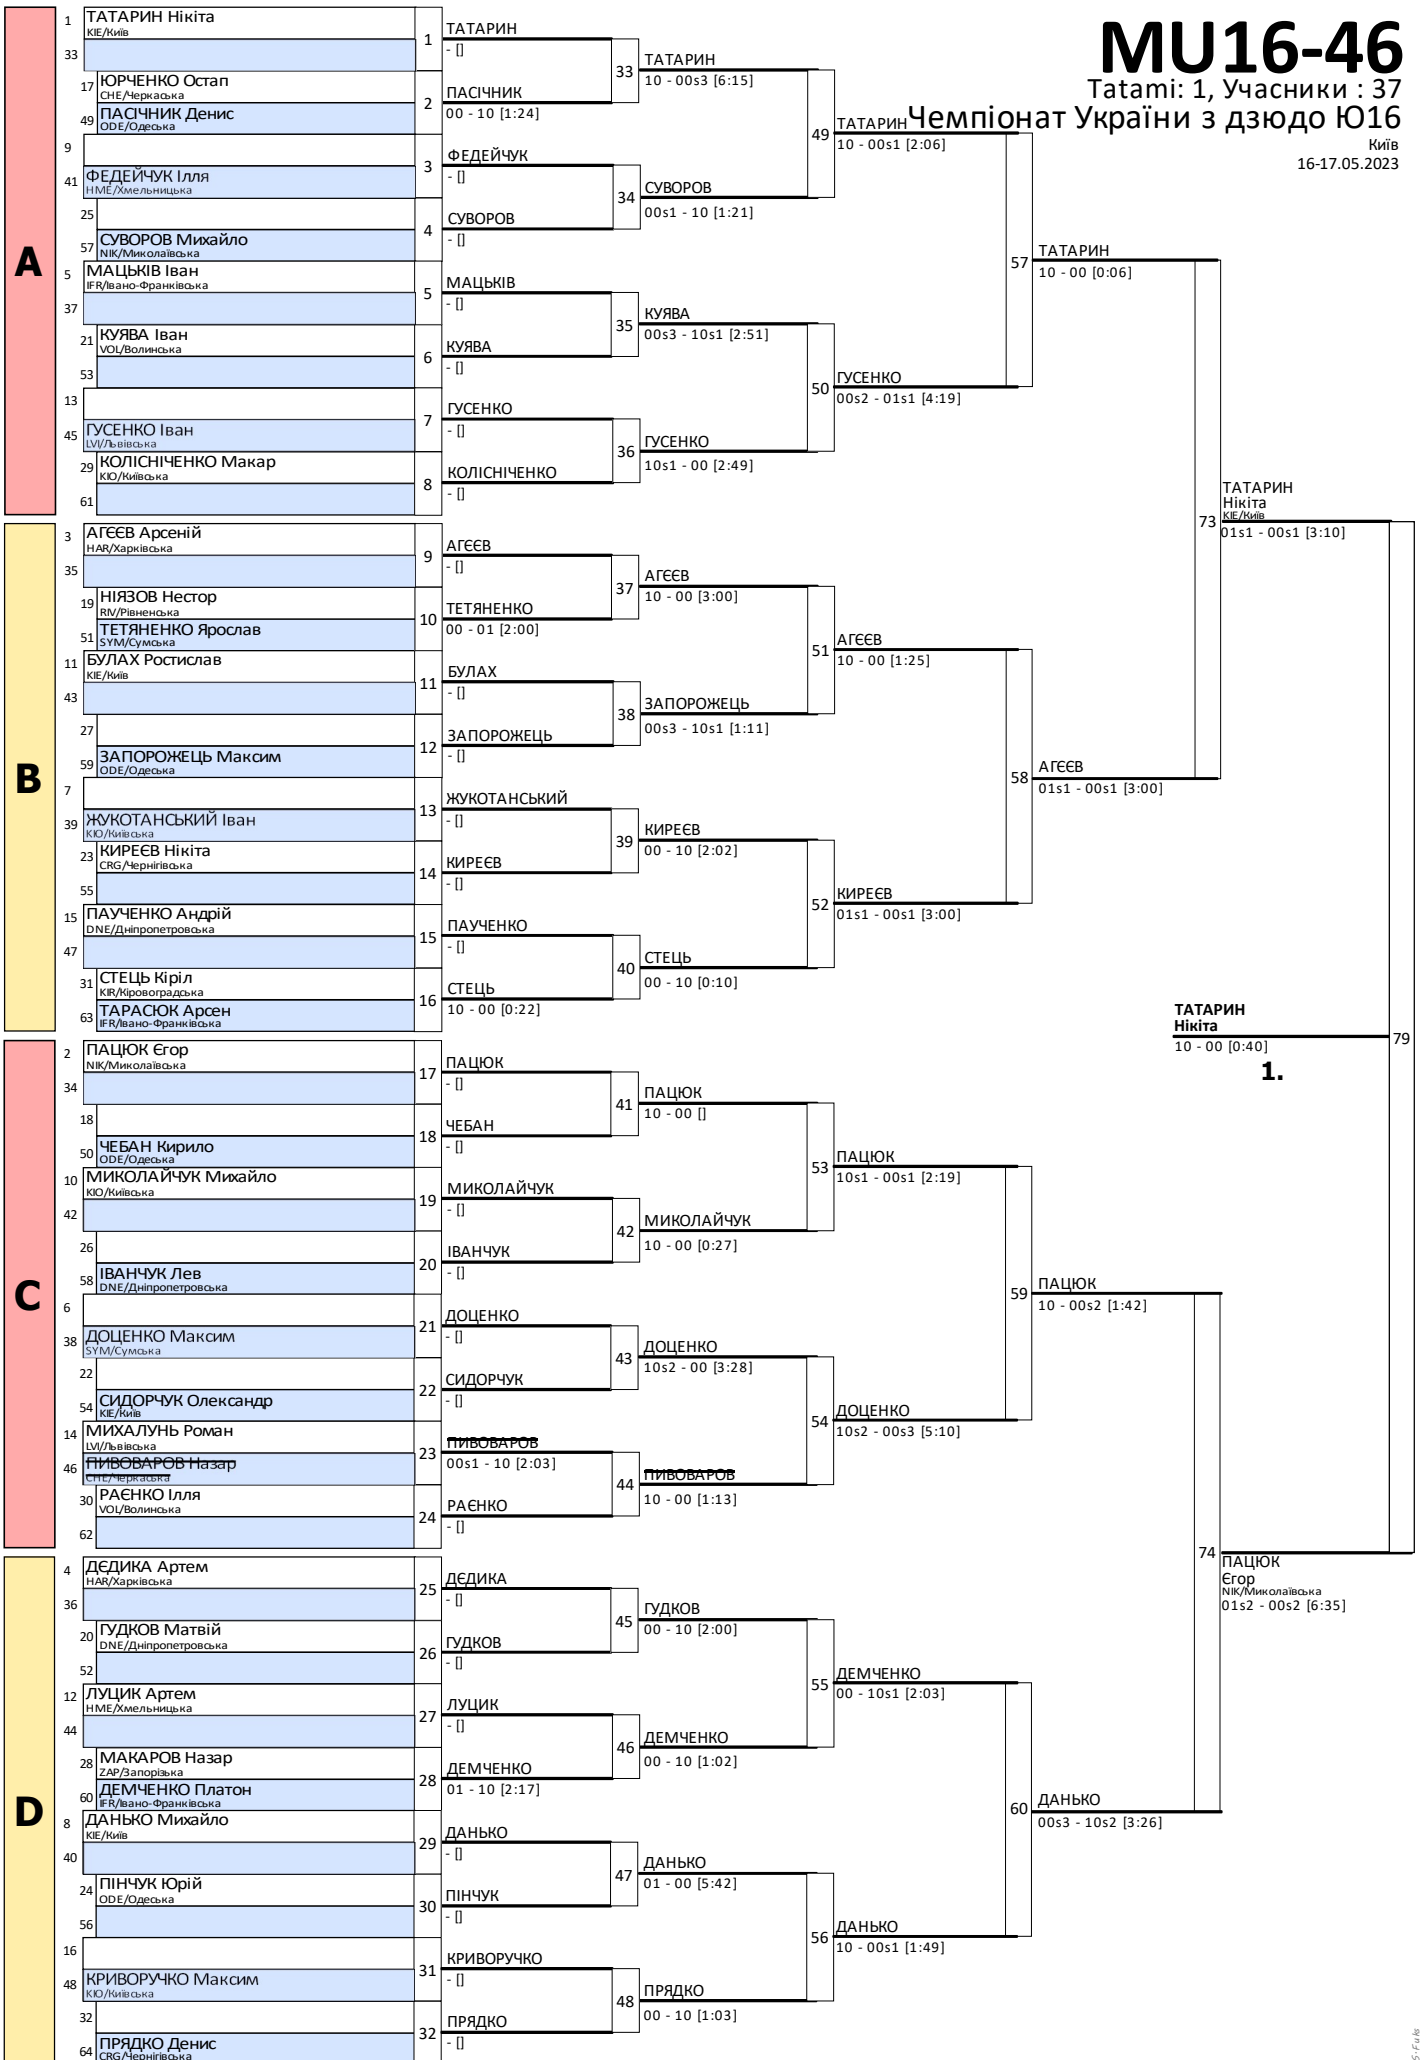 MU16-46
Tatami: 1, Учасники : 37
Чемпіонат України з дзюдо Ю16
Київ
16-17.05.2023
A
1 ТАТАРИН Нікіта
KIE/Київ
33
1
17 ЮРЧЕНКО Остап
CHE/Черкаська
49 ПАСІЧНИК Денис
ODE/Одеська
2
9
41 ФЕДЕЙЧУК Ілля
HME/Хмельницька
3
25
57 СУВОРОВ Михайло
NIK/Миколаївська
4
5 МАЦЬКІВ Іван
IFR/Івано-Франківська
37
5
21 КУЯВА Іван
VOL/Волинська
53
6
13
45 ГУСЕНКО Іван
LVI/Львівська
7
29 КОЛІСНІЧЕНКО Макар
KIO/Київська
61
8
B
3 АГЄЄВ Арсеній
HAR/Харківська
35
9
19 НІЯЗОВ Нестор
RIV/Рівненська
51 ТЕТЯНЕНКО Ярослав
SYM/Сумська
10
11 БУЛАХ Ростислав
KIE/Київ
43
11
27
59 ЗАПОРОЖЕЦЬ Максим
ODE/Одеська
12
7
39 ЖУКОТАНСЬКИЙ Іван
KIO/Київська
13
23 КИРЕЄВ Нікіта
CRG/Чернігівська
55
14
15 ПАУЧЕНКО Андрій
DNE/Дніпропетровська
47
15
31 СТЕЦЬ Кіріл
KIR/Кіровоградська
63 ТАРАСЮК Арсен
IFR/Івано-Франківська
16
C
2 ПАЦЮК Єгор
NIK/Миколаївська
34
17
18
50 ЧЕБАН Кирило
ODE/Одеська
18
10 МИКОЛАЙЧУК Михайло
KIO/Київська
42
19
26
58 ІВАНЧУК Лев
DNE/Дніпропетровська
20
6
38 ДОЦЕНКО Максим
SYM/Сумська
21
22
54 СИДОРЧУК Олександр
KIE/Київ
22
14 МИХАЛУНЬ Роман
LVI/Львівська
46 ПИВОВАРОВ Назар
CHE/Черкаська
23
30 РАЄНКО Ілля
VOL/Волинська
62
24
D
4 ДЄДИКА Артем
HAR/Харківська
36
25
20 ГУДКОВ Матвій
DNE/Дніпропетровська
52
26
12 ЛУЦИК Артем
HME/Хмельницька
44
27
28 МАКАРОВ Назар
ZAP/Запорізька
60 ДЕМЧЕНКО Платон
IFR/Івано-Франківська
28
8 ДАНЬКО Михайло
KIE/Київ
40
29
24 ПІНЧУК Юрій
ODE/Одеська
56
30
16
48 КРИВОРУЧКО Максим
KIO/Київська
31
32
64 ПРЯДКО Денис
CRG/Чернігівська
32
ТАТАРИН
- []
ПАСІЧНИК
00 - 10 [1:24]
ФЕДЕЙЧУК
- []
СУВОРОВ
- []
МАЦЬКІВ
- []
КУЯВА
- []
ГУСЕНКО
- []
КОЛІСНІЧЕНКО
- []
АГЄЄВ
- []
ТЕТЯНЕНКО
00 - 01 [2:00]
БУЛАХ
- []
ЗАПОРОЖЕЦЬ
- []
ЖУКОТАНСЬКИЙ
- []
КИРЕЄВ
- []
ПАУЧЕНКО
- []
СТЕЦЬ
10 - 00 [0:22]
ПАЦЮК
- []
ЧЕБАН
- []
МИКОЛАЙЧУК
- []
ІВАНЧУК
- []
ДОЦЕНКО
- []
СИДОРЧУК
- []
ПИВОВАРОВ
00s1 - 10 [2:03]
РАЄНКО
- []
ДЄДИКА
- []
ГУДКОВ
- []
ЛУЦИК
- []
ДЕМЧЕНКО
01 - 10 [2:17]
ДАНЬКО
- []
ПІНЧУК
- []
КРИВОРУЧКО
- []
ПРЯДКО
- []
33 ТАТАРИН
10 - 00s3 [6:15]
34 СУВОРОВ
00s1 - 10 [1:21]
35 КУЯВА
00s3 - 10s1 [2:51]
36 ГУСЕНКО
10s1 - 00 [2:49]
37 АГЄЄВ
10 - 00 [3:00]
38 ЗАПОРОЖЕЦЬ
00s3 - 10s1 [1:11]
39 КИРЕЄВ
00 - 10 [2:02]
40 СТЕЦЬ
00 - 10 [0:10]
41 ПАЦЮК
10 - 00 []
42 МИКОЛАЙЧУК
10 - 00 [0:27]
43 ДОЦЕНКО
10s2 - 00 [3:28]
44 ПИВОВАРОВ
10 - 00 [1:13]
45 ГУДКОВ
00 - 10 [2:00]
46 ДЕМЧЕНКО
00 - 10 [1:02]
47 ДАНЬКО
01 - 00 [5:42]
48 ПРЯДКО
00 - 10 [1:03]
49 ТАТАРИН
10 - 00s1 [2:06]
50 ГУСЕНКО
00s2 - 01s1 [4:19]
51 АГЄЄВ
10 - 00 [1:25]
52 КИРЕЄВ
01s1 - 00s1 [3:00]
53 ПАЦЮК
10s1 - 00s1 [2:19]
54 ДОЦЕНКО
10s2 - 00s3 [5:10]
55 ДЕМЧЕНКО
00 - 10s1 [2:03]
56 ДАНЬКО
10 - 00s1 [1:49]
57 ТАТАРИН
10 - 00 [0:06]
58 АГЄЄВ
01s1 - 00s1 [3:00]
59 ПАЦЮК
10 - 00s2 [1:42]
60 ДАНЬКО
00s3 - 10s2 [3:26]
73 ТАТАРИН
Нікіта
KIE/Київ
01s1 - 00s1 [3:10]
74 ПАЦЮК
Єгор
NIK/Миколаївська
01s2 - 00s2 [6:35]
ТАТАРИН
Нікіта
10 - 00 [0:40]
79
1.